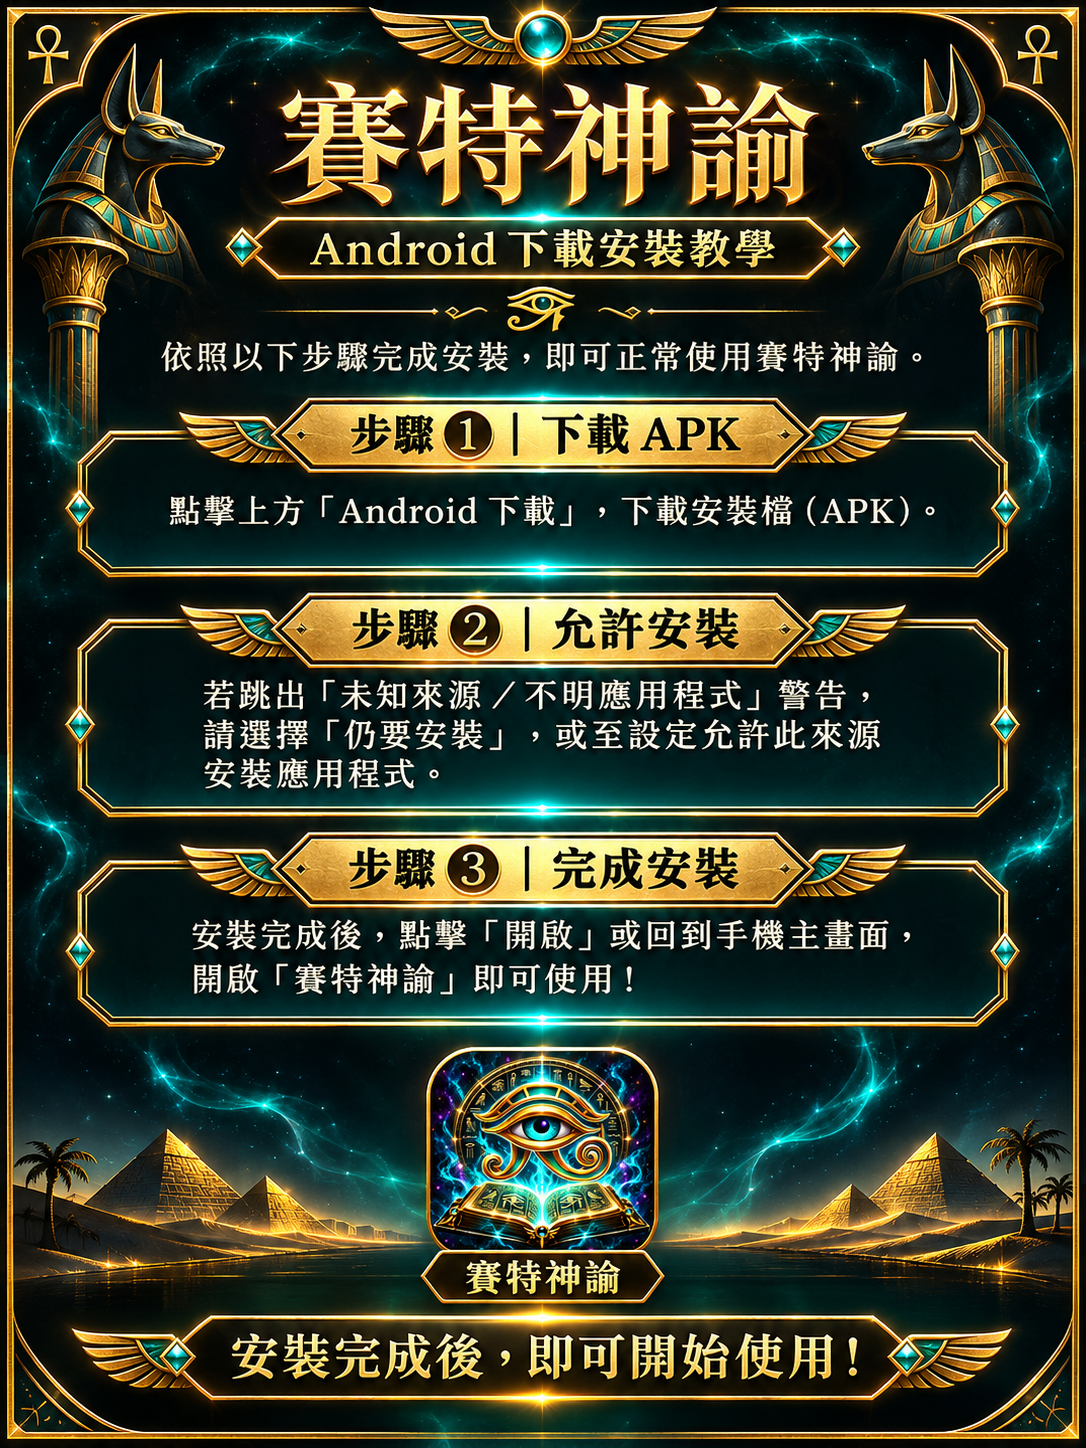 賽特神諭
Android 下載安裝教學
依照以下步驟完成安裝，即可正常使用賽特神諭。
步驟 1｜下載 APK
點擊上方「Android 下載」，下載安裝檔（APK）。
步驟 2｜允許安裝
若跳出「未知來源／不明應用程式」警告，
請選擇「仍要安裝」，或至設定允許此來源
安裝應用程式。
步驟 3｜完成安裝
安裝完成後，點擊「開啟」或回到手機主畫面，
開啟「賽特神諭」即可使用！
賽特神諭
安裝完成後，即可開始使用！